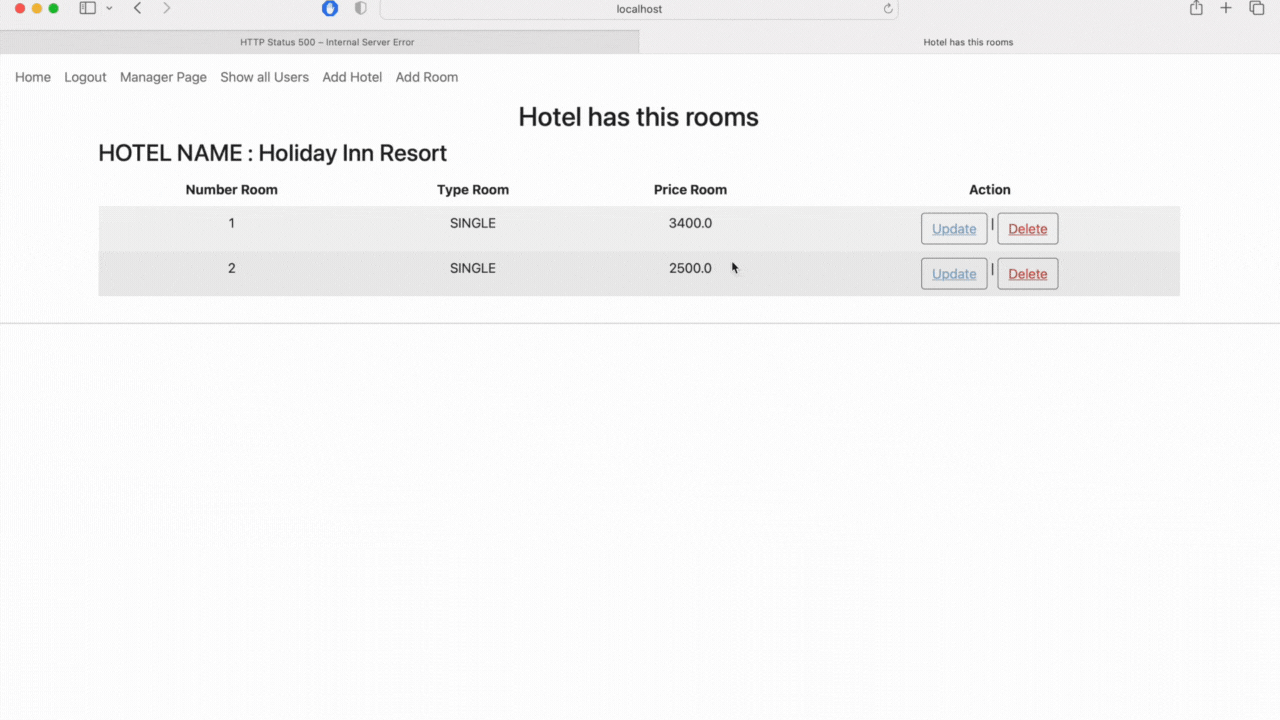 localhost
HTTP Status 500 – Internal Server Error
Hotel has this rooms
Home Logout Manager Page Show all Users Add Hotel Add Room
Hotel has this rooms
HOTEL NAME : Holiday Inn Resort
Number Room Type Room Price Room Action
1 SINGLE 3400.0 Update | Delete
2 SINGLE 2500.0 Update | Delete